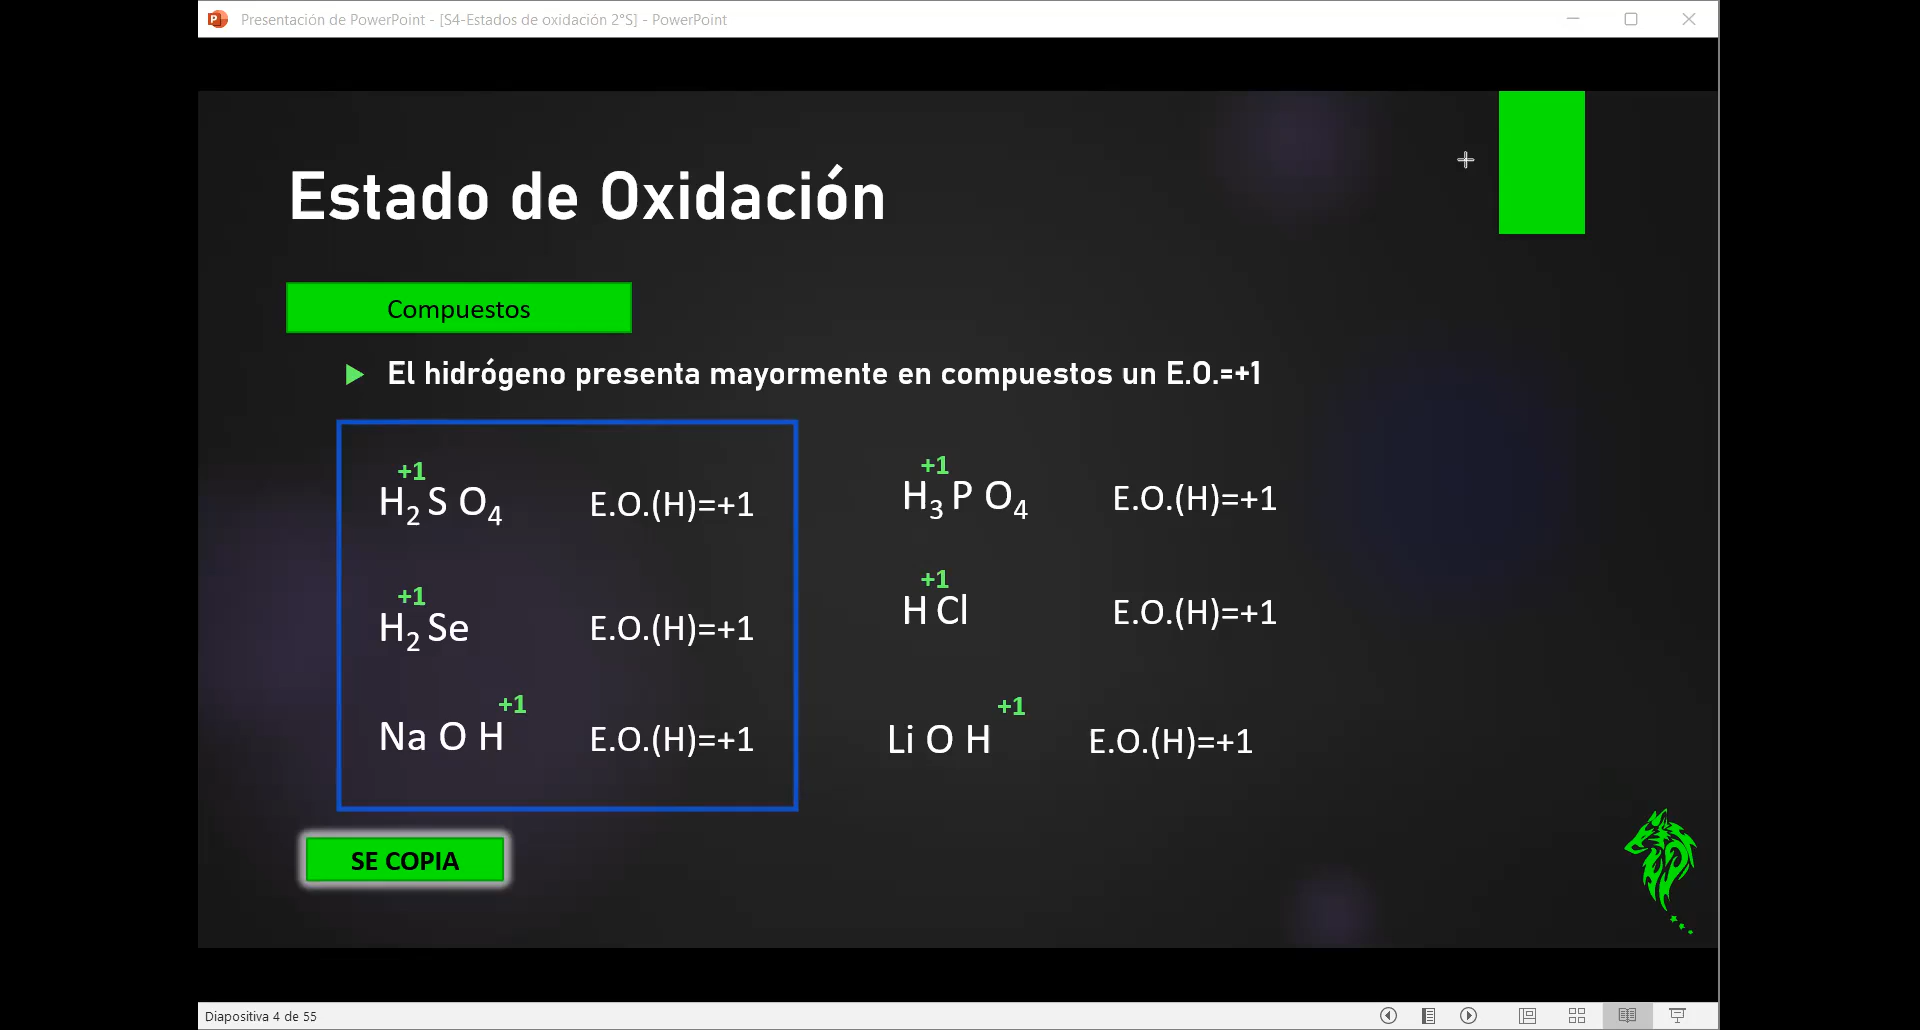 Presentación de PowerPoint - [S4-Estados de oxidación 2°S] - PowerPoint
Estado de Oxidación
Compuestos
El hidrógeno presenta mayormente en compuestos un E.O.=+1
+1
H2 S O4 E.O.(H)=+1
+1
H2 Se E.O.(H)=+1
+1
Na O H E.O.(H)=+1
+1
H3 P O4 E.O.(H)=+1
+1
H Cl E.O.(H)=+1
+1
Li O H E.O.(H)=+1
SE COPIA
Diapositiva 4 de 55